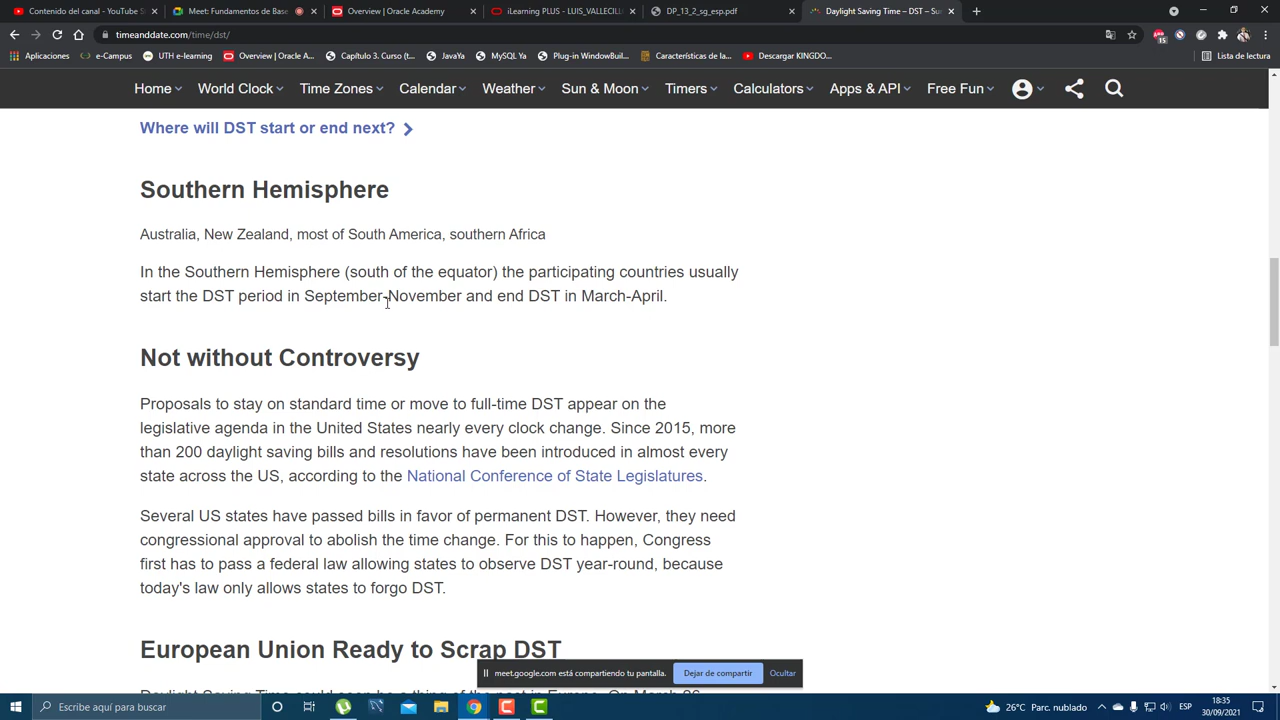 Contenido del canal - YouTube S
Meet: Fundamentos de Base
Overview | Oracle Academy
iLearning PLUS - LUIS_VALLECILL
DP_13_2_sg_esp.pdf
Daylight Saving Time – DST – Su
timeanddate.com/time/dst/
Aplicaciones
e-Campus
UTH e-learning
Overview | Oracle A...
Capítulo 3. Curso (t...
JavaYa
MySQL Ya
Plug-in WindowBuil...
Características de la...
Descargar KINGDO...
Lista de lectura
Home World Clock Time Zones Calendar Weather Sun & Moon Timers Calculators Apps & API Free Fun
Where will DST start or end next?
Southern Hemisphere
Australia, New Zealand, most of South America, southern Africa
In the Southern Hemisphere (south of the equator) the participating countries usually
start the DST period in September-November and end DST in March-April.
Not without Controversy
Proposals to stay on standard time or move to full-time DST appear on the
legislative agenda in the United States nearly every clock change. Since 2015, more
than 200 daylight saving bills and resolutions have been introduced in almost every
state across the US, according to the National Conference of State Legislatures.
Several US states have passed bills in favor of permanent DST. However, they need
congressional approval to abolish the time change. For this to happen, Congress
first has to pass a federal law allowing states to observe DST year-round, because
today's law only allows states to forgo DST.
European Union Ready to Scrap DST
meet.google.com está compartiendo tu pantalla.
Dejar de compartir
Ocultar
Escribe aquí para buscar
26°C Parc. nublado
ESP
18:35
30/09/2021